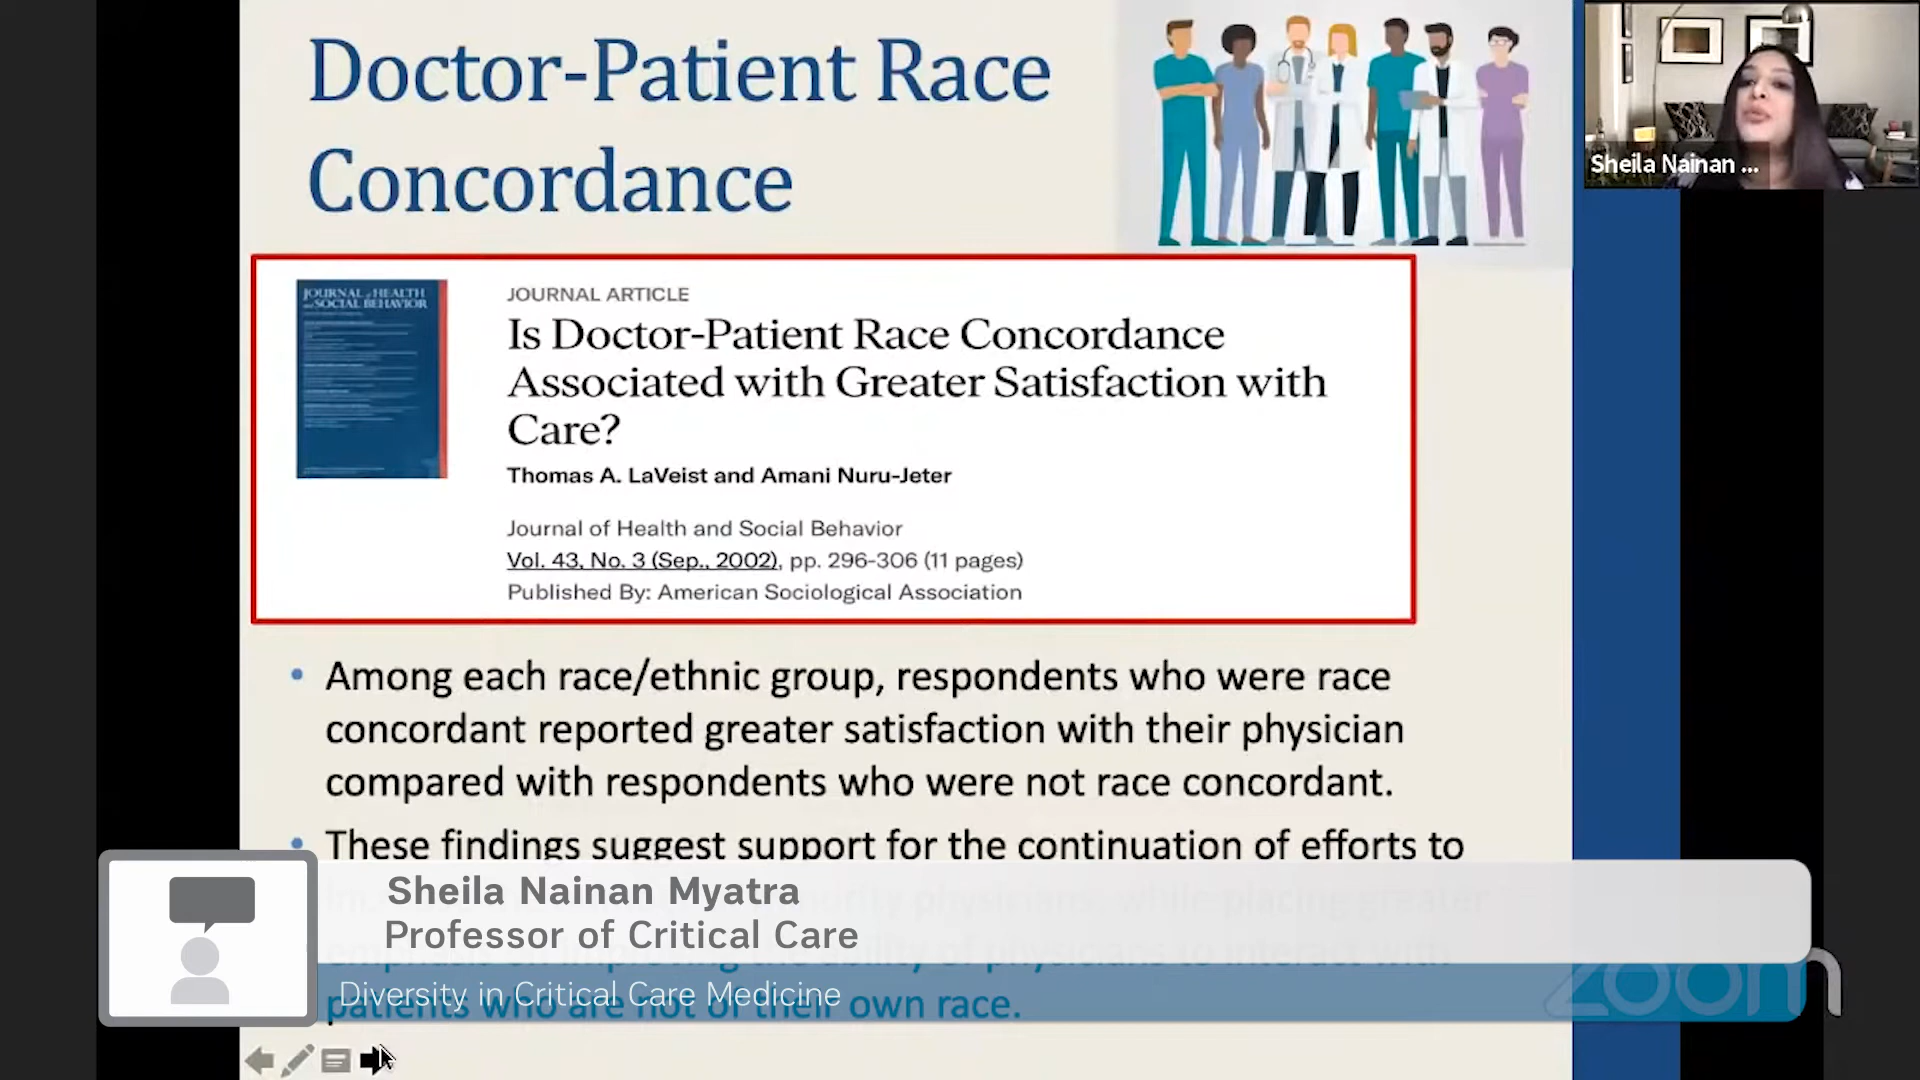 Doctor-Patient Race
Concordance
Sheila Nainan ...
JOURNAL of HEALTH
and SOCIAL BEHAVIOR
JOURNAL ARTICLE
Is Doctor-Patient Race Concordance
Associated with Greater Satisfaction with
Care?
Thomas A. LaVeist and Amani Nuru-Jeter
Journal of Health and Social Behavior
Vol. 43, No. 3 (Sep., 2002), pp. 296-306 (11 pages)
Published By: American Sociological Association
• Among each race/ethnic group, respondents who were race
concordant reported greater satisfaction with their physician
compared with respondents who were not race concordant.
• These findings suggest support for the continuation of efforts to
minority physicians, while placing greater
emphasis on improving the ability of physicians to interact with
patients who are not of their own race.
Sheila Nainan Myatra
Professor of Critical Care
Diversity in Critical Care Medicine
zoom